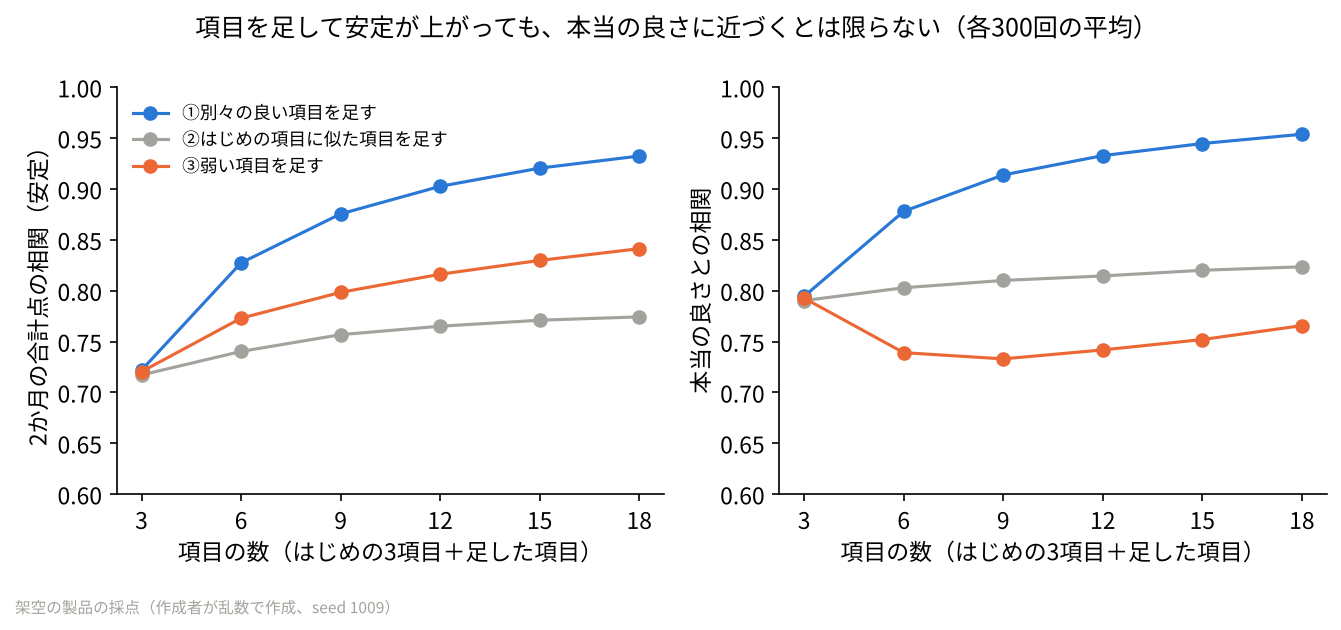 項目を足して安定が上がっても、本当の良さに近づくとは限らない（各300回の平均）
2か月の合計点の相関（安定）
1.00
0.95
0.90
0.85
0.80
0.75
0.70
0.65
0.60
①別々の良い項目を足す
②はじめの項目に似た項目を足す
③弱い項目を足す
3 6 9 12 15 18
項目の数（はじめの3項目＋足した項目）
本当の良さとの相関
1.00
0.95
0.90
0.85
0.80
0.75
0.70
0.65
0.60
3 6 9 12 15 18
項目の数（はじめの3項目＋足した項目）
架空の製品の採点（作成者が乱数で作成、seed 1009）